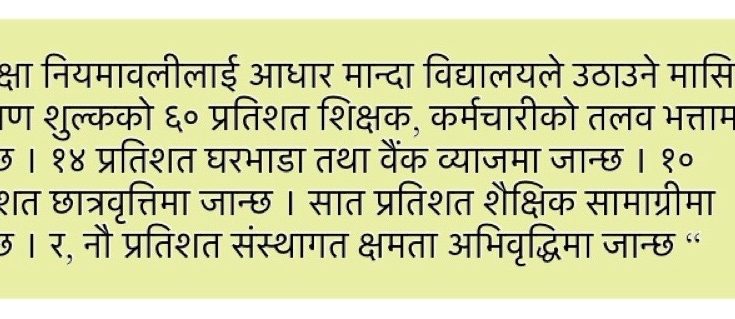 क्षा नियमावलीलाई आधार मान्दा विद्यालयले उठाउने मासि
ण शुल्कको ६० प्रतिशत शिक्षक, कर्मचारीको तलव भत्ताम
छ । १४ प्रतिशत घरभाडा तथा वैंक व्याजमा जान्छ । १०
शत छात्रवृत्तिमा जान्छ । सात प्रतिशत शैक्षिक सामाग्रीमा
छ । र, नौ प्रतिशत संस्थागत क्षमता अभिवृद्धिमा जान्छ “